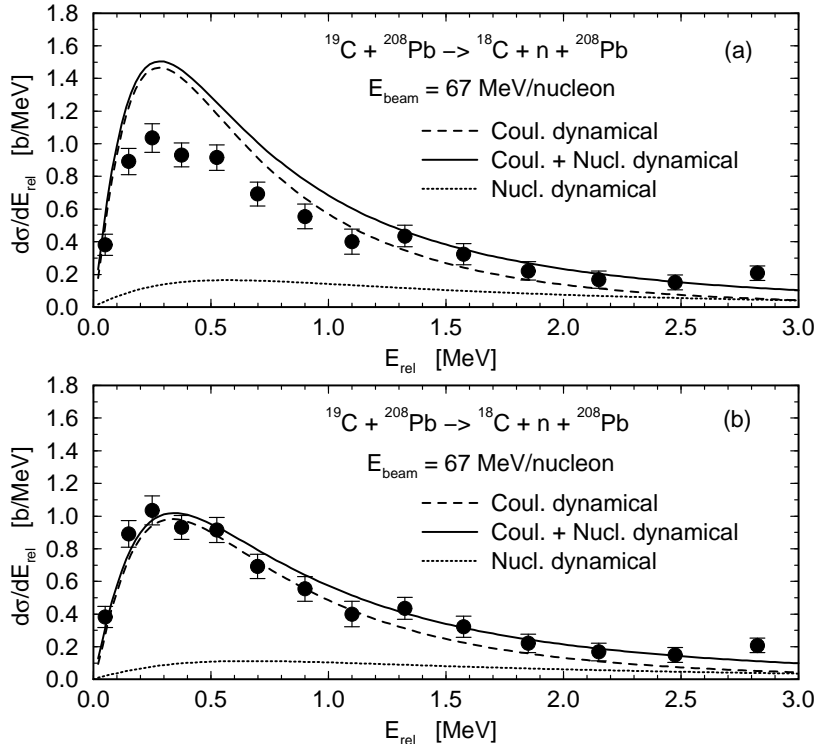 1.8
1.6
1.4
1.2
1.0
0.8
0.6
0.4
0.2
0.0
dσ/dE_rel [b/MeV]
¹⁹C + ²⁰⁸Pb –> ¹⁸C + n + ²⁰⁸Pb (a)
E_beam = 67 MeV/nucleon
Coul. dynamical
Coul. + Nucl. dynamical
Nucl. dynamical
0.0 0.5 1.0 1.5 2.0 2.5 3.0
E_rel [MeV]
1.8
1.6
1.4
1.2
1.0
0.8
0.6
0.4
0.2
0.0
dσ/dE_rel [b/MeV]
¹⁹C + ²⁰⁸Pb –> ¹⁸C + n + ²⁰⁸Pb (b)
E_beam = 67 MeV/nucleon
Coul. dynamical
Coul. + Nucl. dynamical
Nucl. dynamical
0.0 0.5 1.0 1.5 2.0 2.5 3.0
E_rel [MeV]